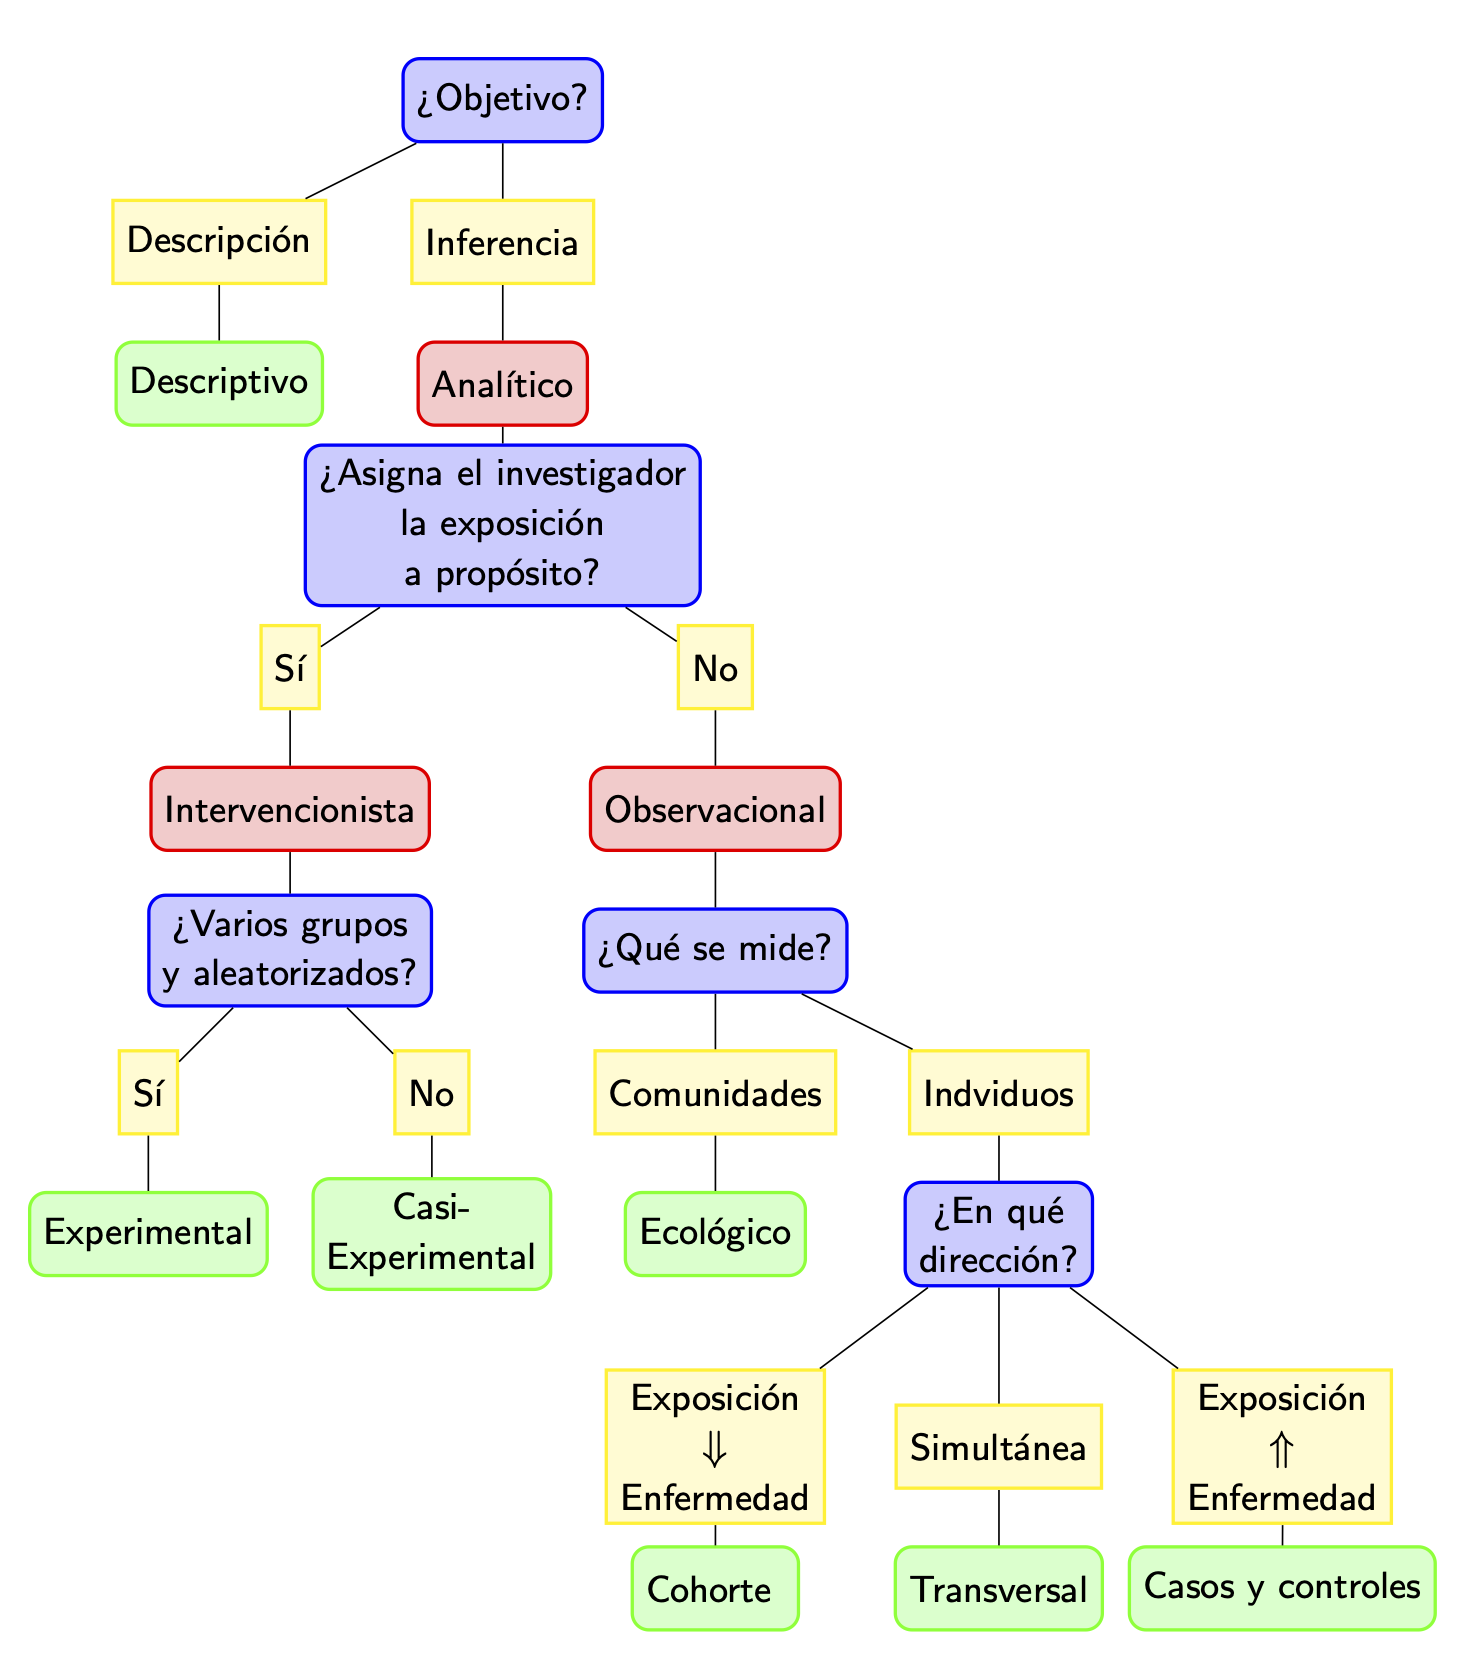 ¿Objetivo?
Descripción
Inferencia
Descriptivo
Analítico
¿Asigna el investigador
la exposición
a propósito?
Sí
No
Intervencionista
Observacional
¿Varios grupos
y aleatorizados?
¿Qué se mide?
Sí
No
Comunidades
Indviduos
Experimental
Casi-
Experimental
Ecológico
¿En qué
dirección?
Exposición
⇓
Enfermedad
Simultánea
Exposición
⇑
Enfermedad
Cohorte
Transversal
Casos y controles